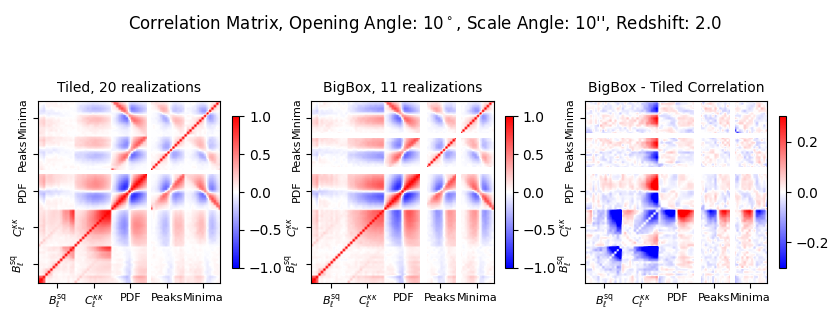 Correlation Matrix, Opening Angle: 10°, Scale Angle: 10'', Redshift: 2.0
Tiled, 20 realizations
BigBox, 11 realizations
BigBox - Tiled Correlation
Minima
Peaks
PDF
C_ℓ^κκ
B_ℓ^sq
B_ℓ^sq C_ℓ^κκ PDF Peaks Minima
1.0
0.5
0.0
−0.5
−1.0
Minima
Peaks
PDF
C_ℓ^κκ
B_ℓ^sq
B_ℓ^sq C_ℓ^κκ PDF Peaks Minima
1.0
0.5
0.0
−0.5
−1.0
Minima
Peaks
PDF
C_ℓ^κκ
B_ℓ^sq
B_ℓ^sq C_ℓ^κκ PDF Peaks Minima
0.2
0.0
−0.2